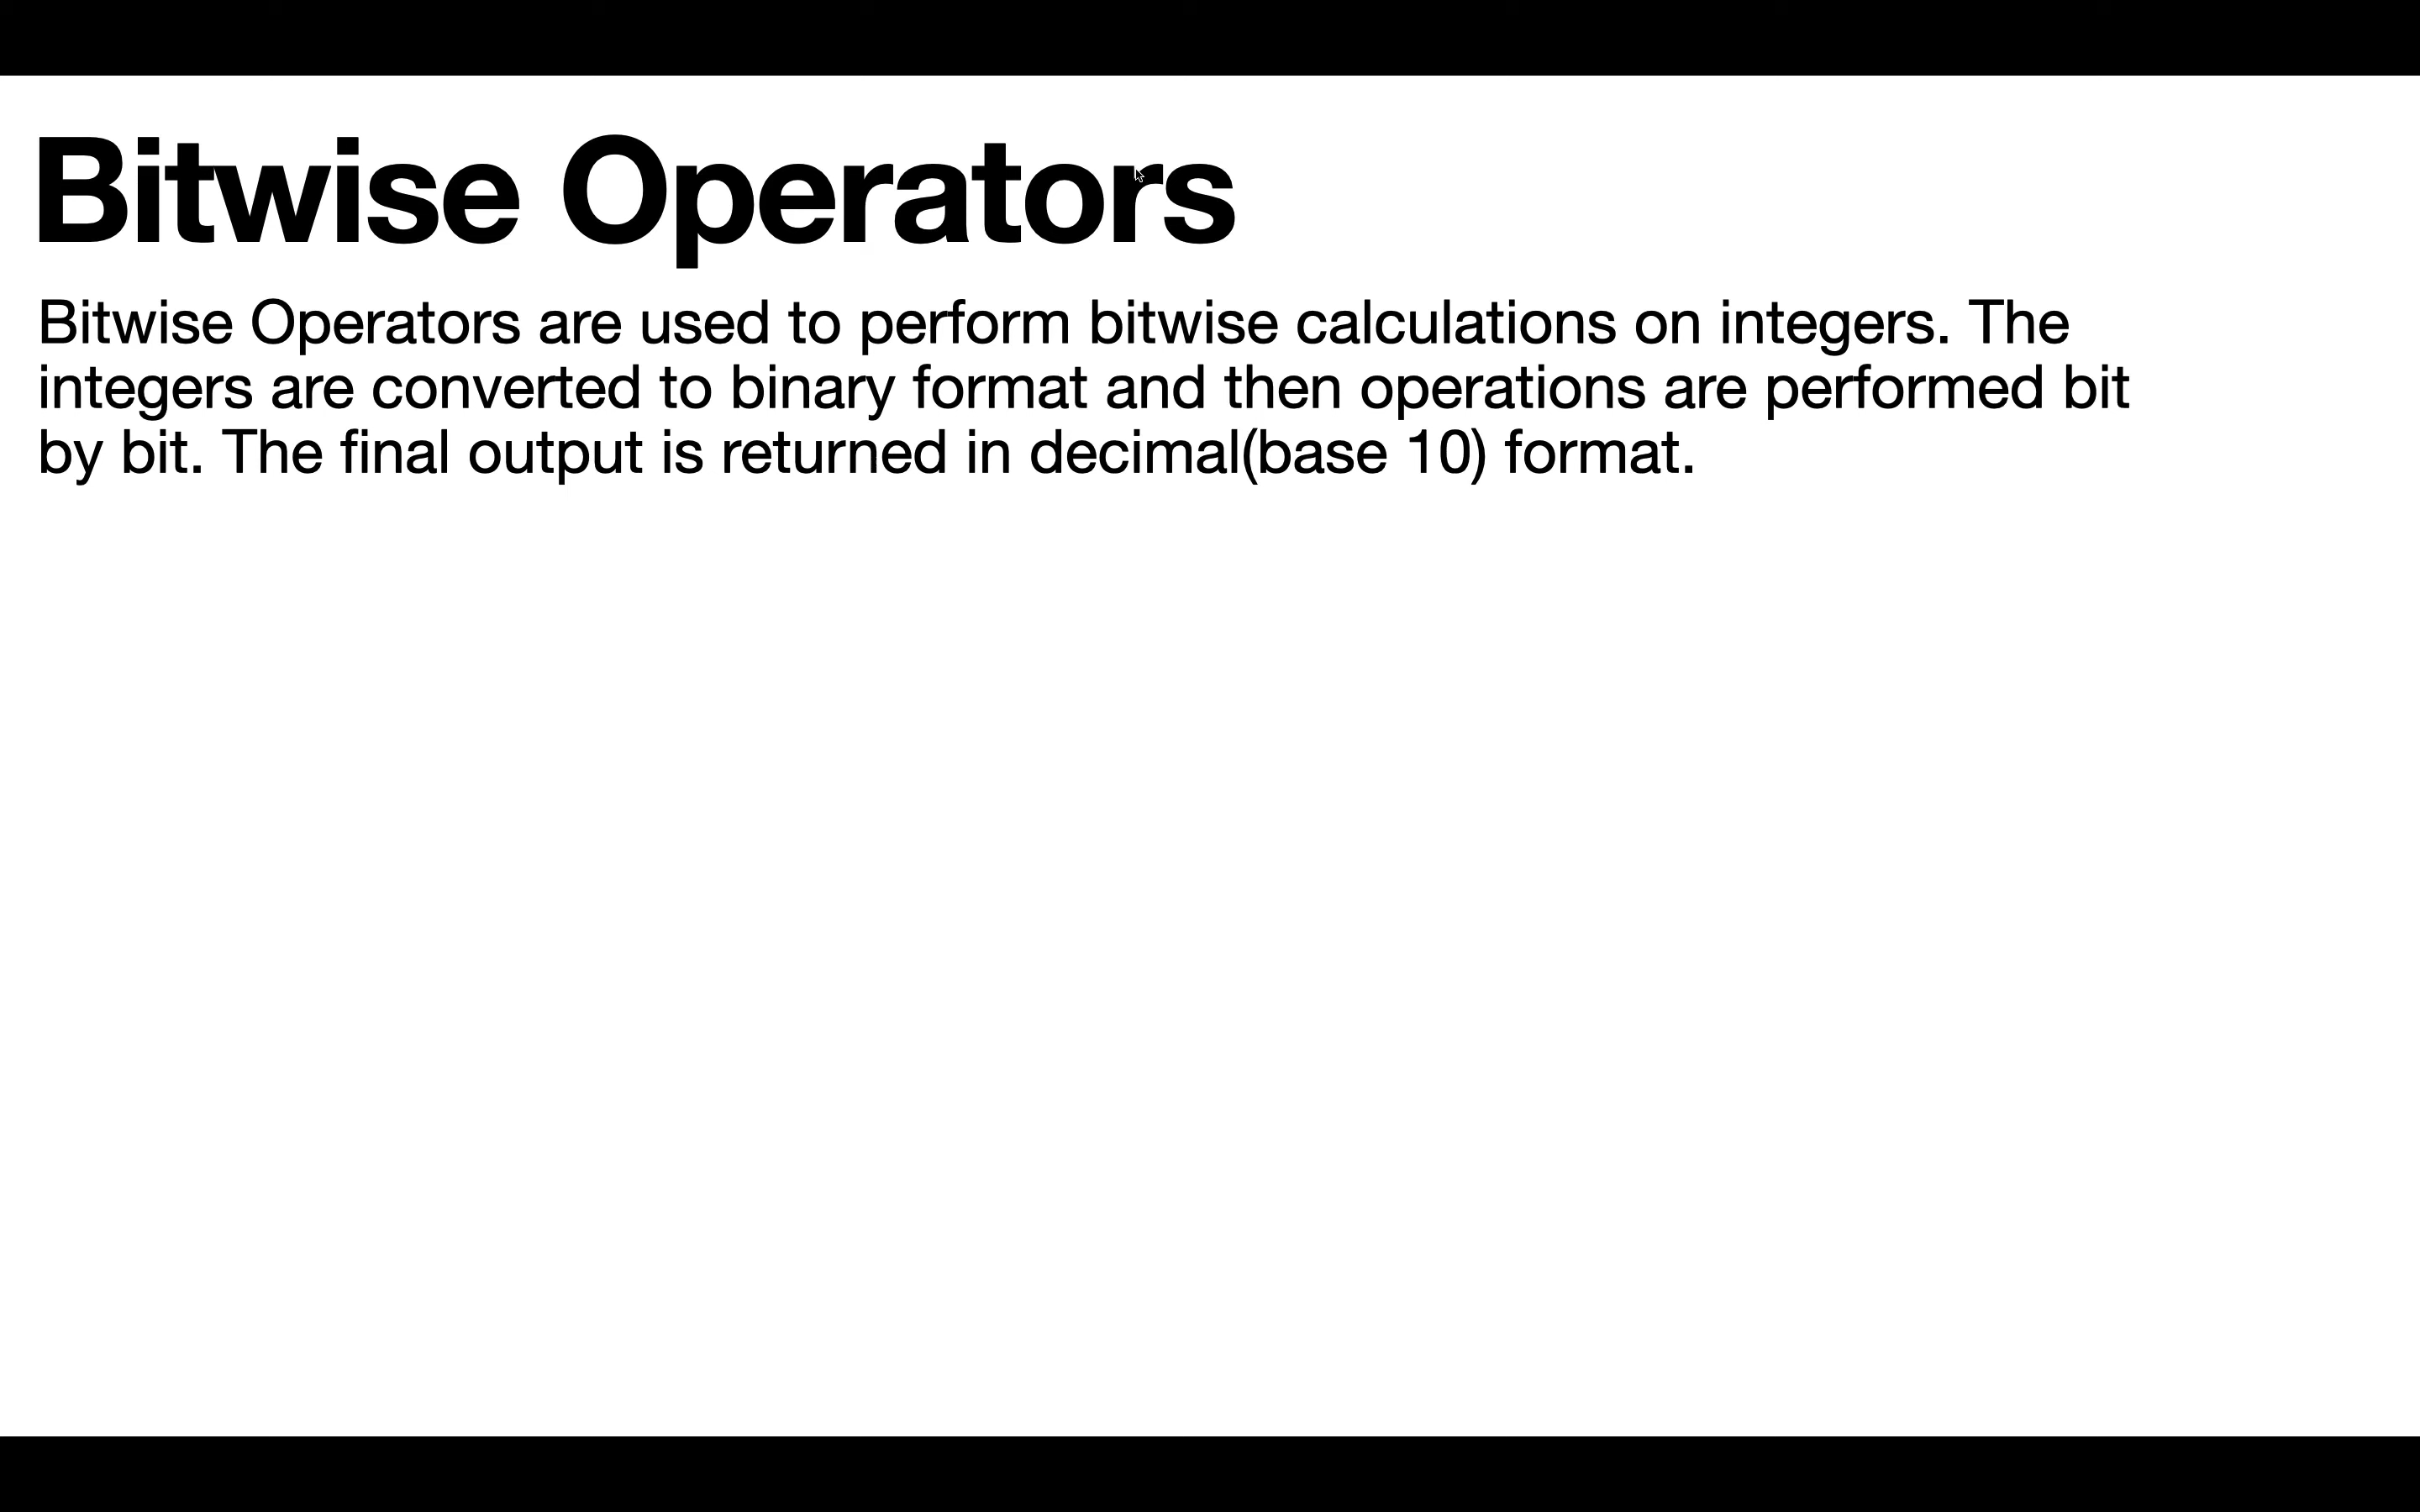 Bitwise Operators
Bitwise Operators are used to perform bitwise calculations on integers. The
integers are converted to binary format and then operations are performed bit
by bit. The final output is returned in decimal(base 10) format.